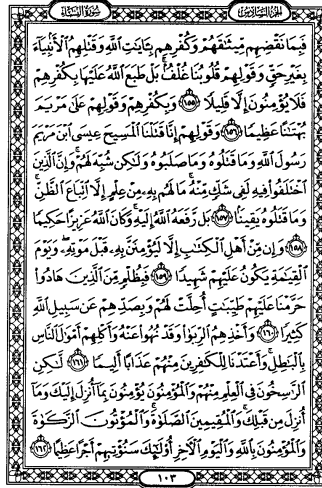 الجزء السادس سورة النساء
فَبِمَا نَقْضِهِم مِّيثَٰقَهُمْ وَكُفْرِهِم بِـَٔايَٰتِ ٱللَّهِ وَقَتْلِهِمُ ٱلْأَنۢبِيَآءَ
بِغَيْرِ حَقٍّ وَقَوْلِهِمْ قُلُوبُنَا غُلْفٌۢ بَلْ طَبَعَ ٱللَّهُ عَلَيْهَا بِكُفْرِهِمْ
فَلَا يُؤْمِنُونَ إِلَّا قَلِيلًا ١٥٥ وَبِكُفْرِهِمْ وَقَوْلِهِمْ عَلَىٰ مَرْيَمَ
بُهْتَٰنًا عَظِيمًا ١٥٦ وَقَوْلِهِمْ إِنَّا قَتَلْنَا ٱلْمَسِيحَ عِيسَى ٱبْنَ مَرْيَمَ
رَسُولَ ٱللَّهِ وَمَا قَتَلُوهُ وَمَا صَلَبُوهُ وَلَٰكِن شُبِّهَ لَهُمْ وَإِنَّ ٱلَّذِينَ
ٱخْتَلَفُوا۟ فِيهِ لَفِى شَكٍّ مِّنْهُ مَا لَهُم بِهِۦ مِنْ عِلْمٍ إِلَّا ٱتِّبَاعَ ٱلظَّنِّ
وَمَا قَتَلُوهُ يَقِينًۢا ١٥٧ بَل رَّفَعَهُ ٱللَّهُ إِلَيْهِ وَكَانَ ٱللَّهُ عَزِيزًا حَكِيمًا
١٥٨ وَإِن مِّنْ أَهْلِ ٱلْكِتَٰبِ إِلَّا لَيُؤْمِنَنَّ بِهِۦ قَبْلَ مَوْتِهِۦ وَيَوْمَ
ٱلْقِيَٰمَةِ يَكُونُ عَلَيْهِمْ شَهِيدًا ١٥٩ فَبِظُلْمٍ مِّنَ ٱلَّذِينَ هَادُوا۟
حَرَّمْنَا عَلَيْهِمْ طَيِّبَٰتٍ أُحِلَّتْ لَهُمْ وَبِصَدِّهِمْ عَن سَبِيلِ ٱللَّهِ
كَثِيرًا ١٦٠ وَأَخْذِهِمُ ٱلرِّبَوٰا۟ وَقَدْ نُهُوا۟ عَنْهُ وَأَكْلِهِمْ أَمْوَٰلَ ٱلنَّاسِ
بِٱلْبَٰطِلِ وَأَعْتَدْنَا لِلْكَٰفِرِينَ مِنْهُمْ عَذَابًا أَلِيمًا ١٦١ لَّٰكِنِ
ٱلرَّٰسِخُونَ فِى ٱلْعِلْمِ مِنْهُمْ وَٱلْمُؤْمِنُونَ يُؤْمِنُونَ بِمَآ أُنزِلَ إِلَيْكَ وَمَآ
أُنزِلَ مِن قَبْلِكَ وَٱلْمُقِيمِينَ ٱلصَّلَوٰةَ وَٱلْمُؤْتُونَ ٱلزَّكَوٰةَ
وَٱلْمُؤْمِنُونَ بِٱللَّهِ وَٱلْيَوْمِ ٱلْءَاخِرِ أُو۟لَٰٓئِكَ سَنُؤْتِيهِمْ أَجْرًا عَظِيمًا ١٦٢
١٠٣